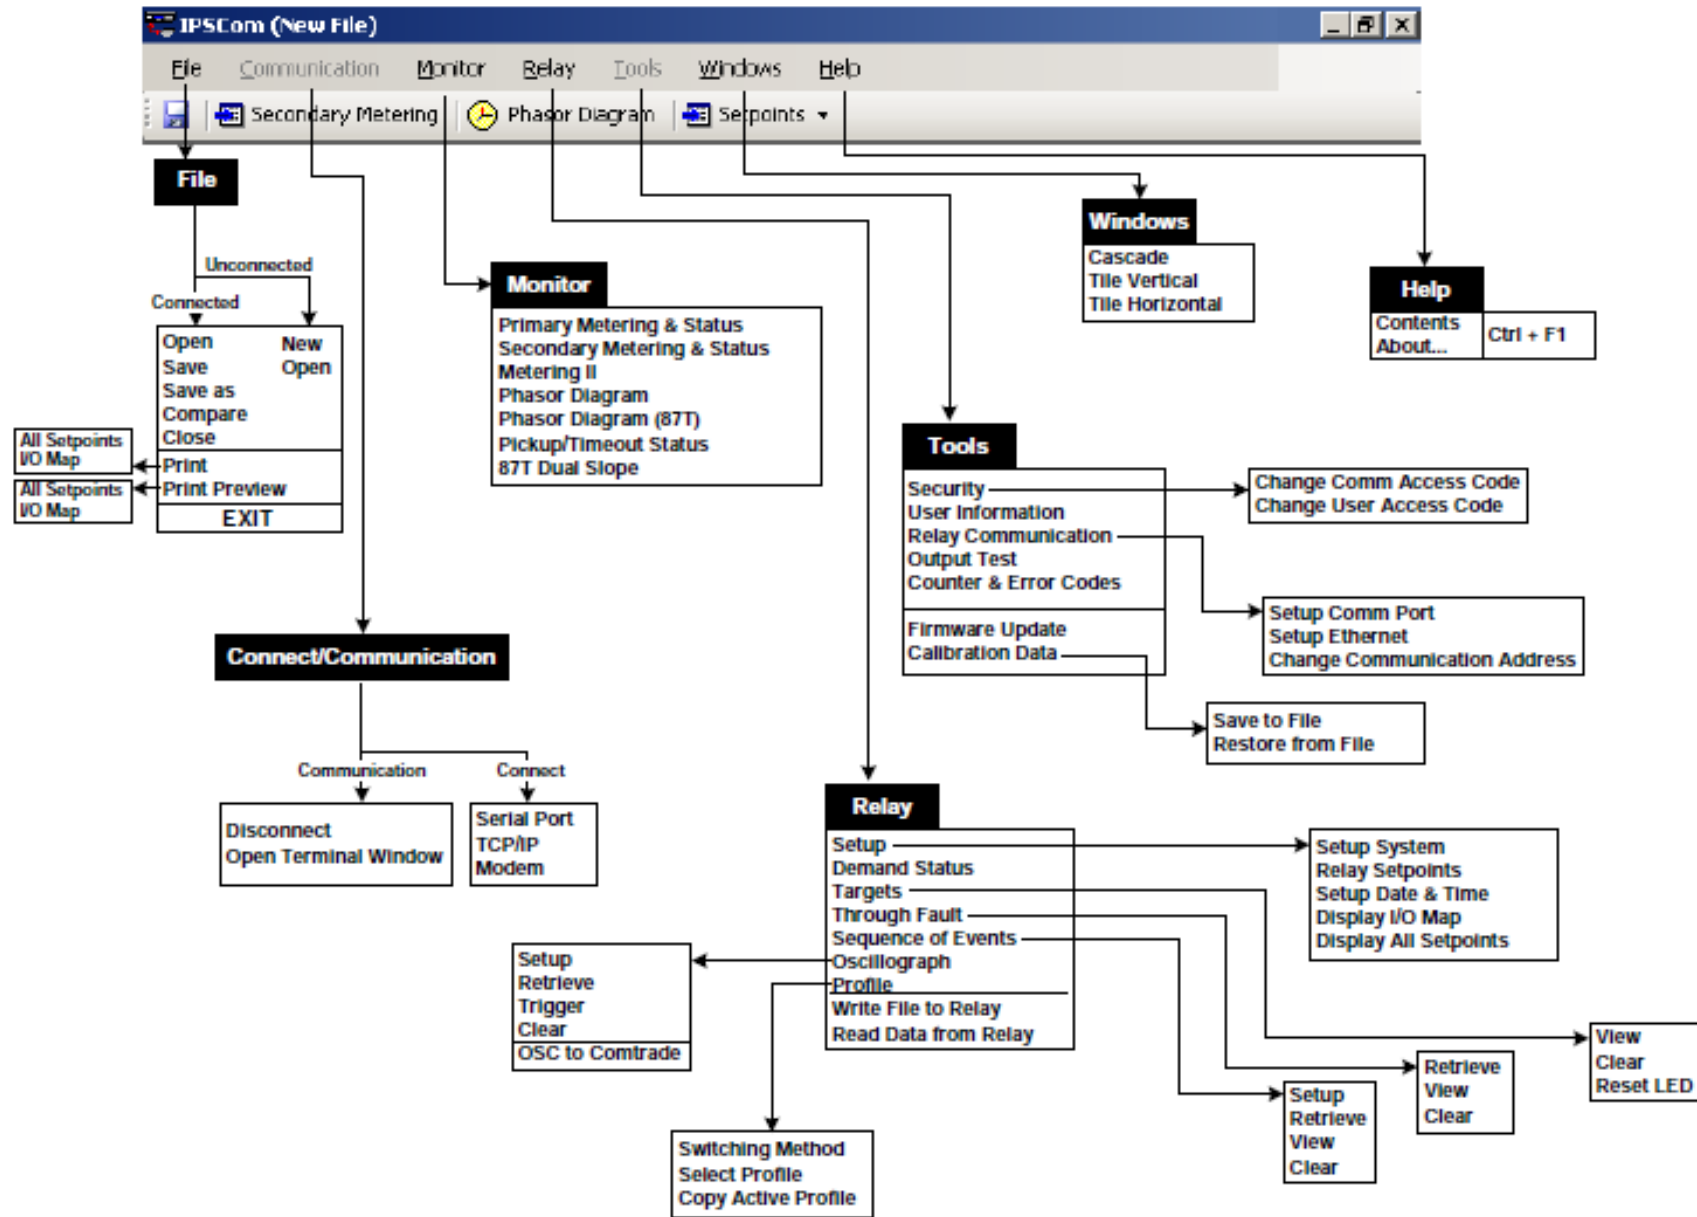 IPSCom (New File)
File Communication Monitor Relay Tools Windows Help
Secondary Metering Phasor Diagram Setpoints
File
Unconnected
Connected
Open New
Save Open
Save as
Compare
Close
Print
Print Preview
EXIT
All Setpoints
I/O Map
All Setpoints
I/O Map
Monitor
Primary Metering & Status
Secondary Metering & Status
Metering II
Phasor Diagram
Phasor Diagram (87T)
Pickup/Timeout Status
87T Dual Slope
Windows
Cascade
Tile Vertical
Tile Horizontal
Help
Contents
About...
Ctrl + F1
Tools
Security
User Information
Relay Communication
Output Test
Counter & Error Codes
Firmware Update
Calibration Data
Change Comm Access Code
Change User Access Code
Setup Comm Port
Setup Ethernet
Change Communication Address
Save to File
Restore from File
Connect/Communication
Communication Connect
Disconnect
Open Terminal Window
Serial Port
TCP/IP
Modem
Relay
Setup
Demand Status
Targets
Through Fault
Sequence of Events
Oscillograph
Profile
Write File to Relay
Read Data from Relay
Setup System
Relay Setpoints
Setup Date & Time
Display I/O Map
Display All Setpoints
Setup
Retrieve
Trigger
Clear
OSC to Comtrade
View
Clear
Reset LED
Retrieve
View
Clear
Setup
Retrieve
View
Clear
Switching Method
Select Profile
Copy Active Profile